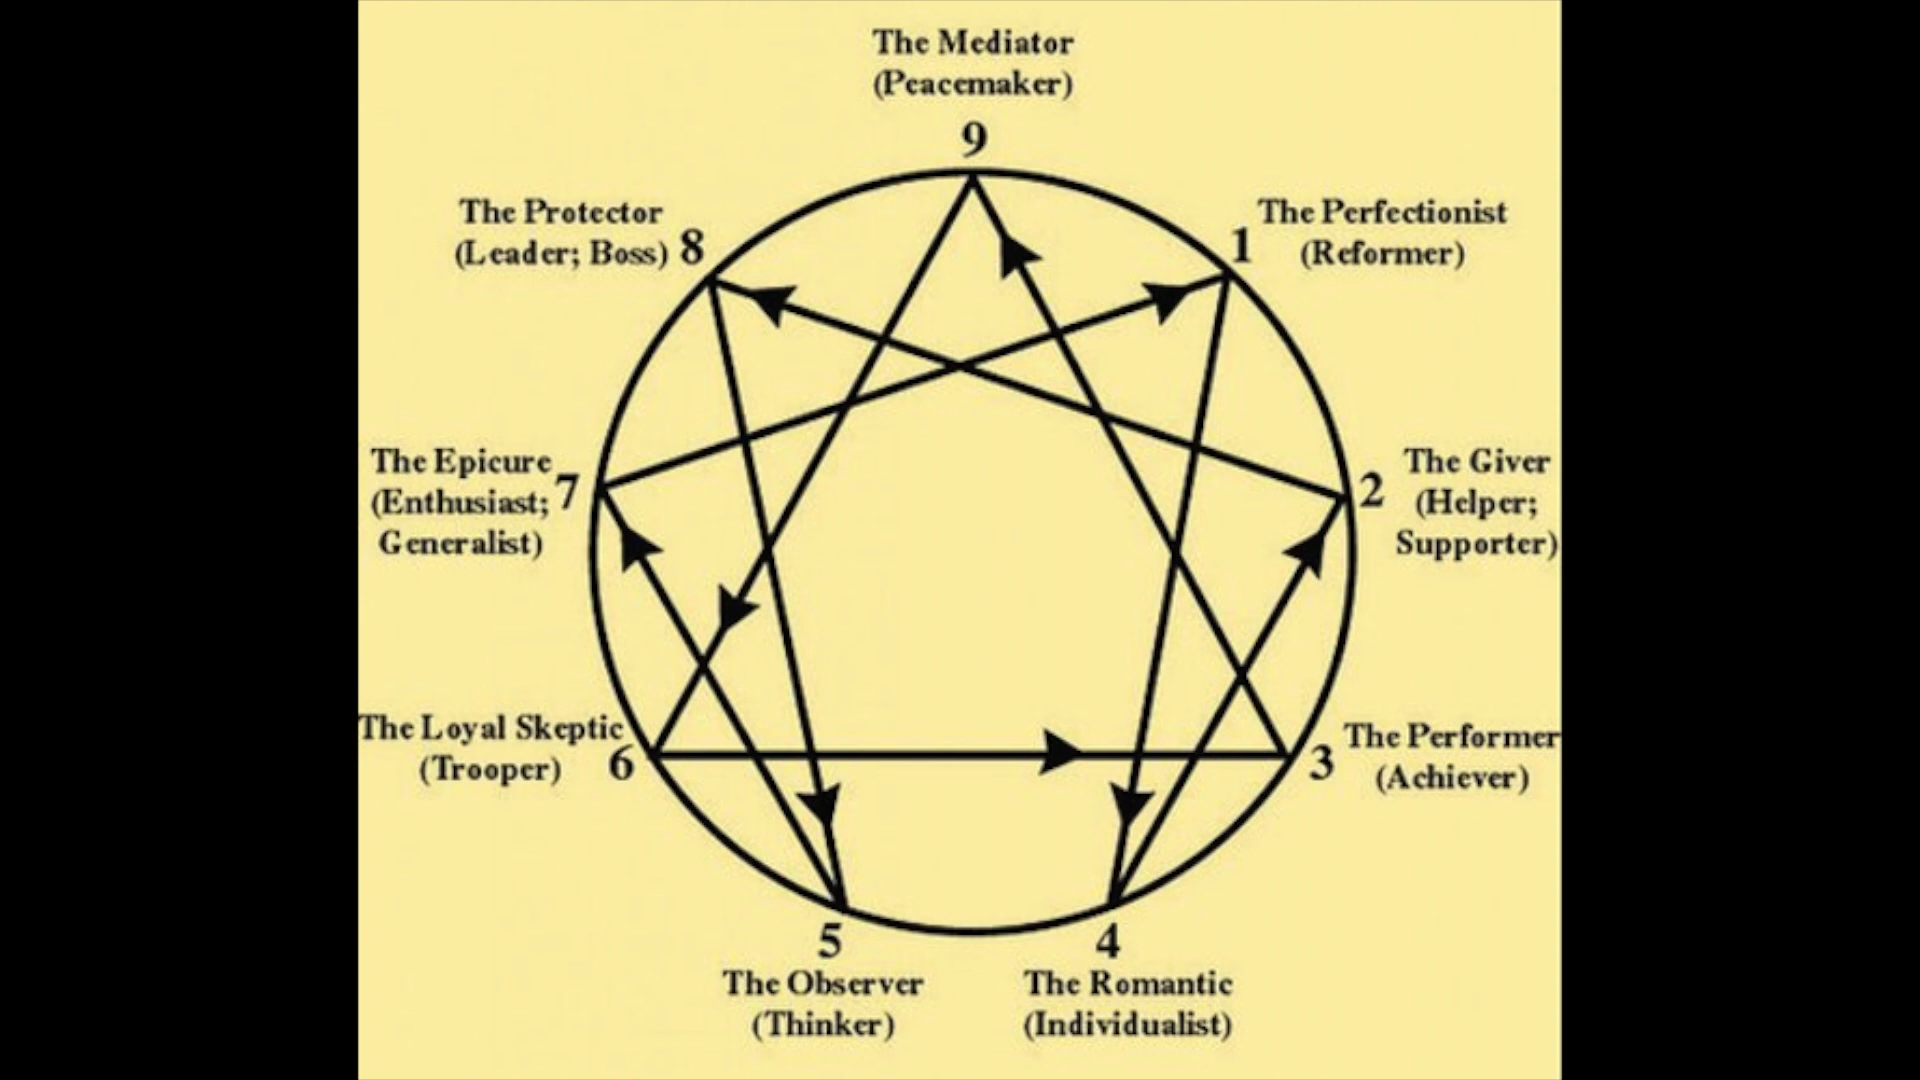 The Mediator
(Peacemaker)
9
The Protector
(Leader; Boss) 8
The Perfectionist
1 (Reformer)
The Epicure
(Enthusiast; 7
Generalist)
The Giver
2 (Helper;
Supporter)
The Loyal Skeptic
(Trooper) 6
The Performer
3 (Achiever)
5
The Observer
(Thinker)
4
The Romantic
(Individualist)